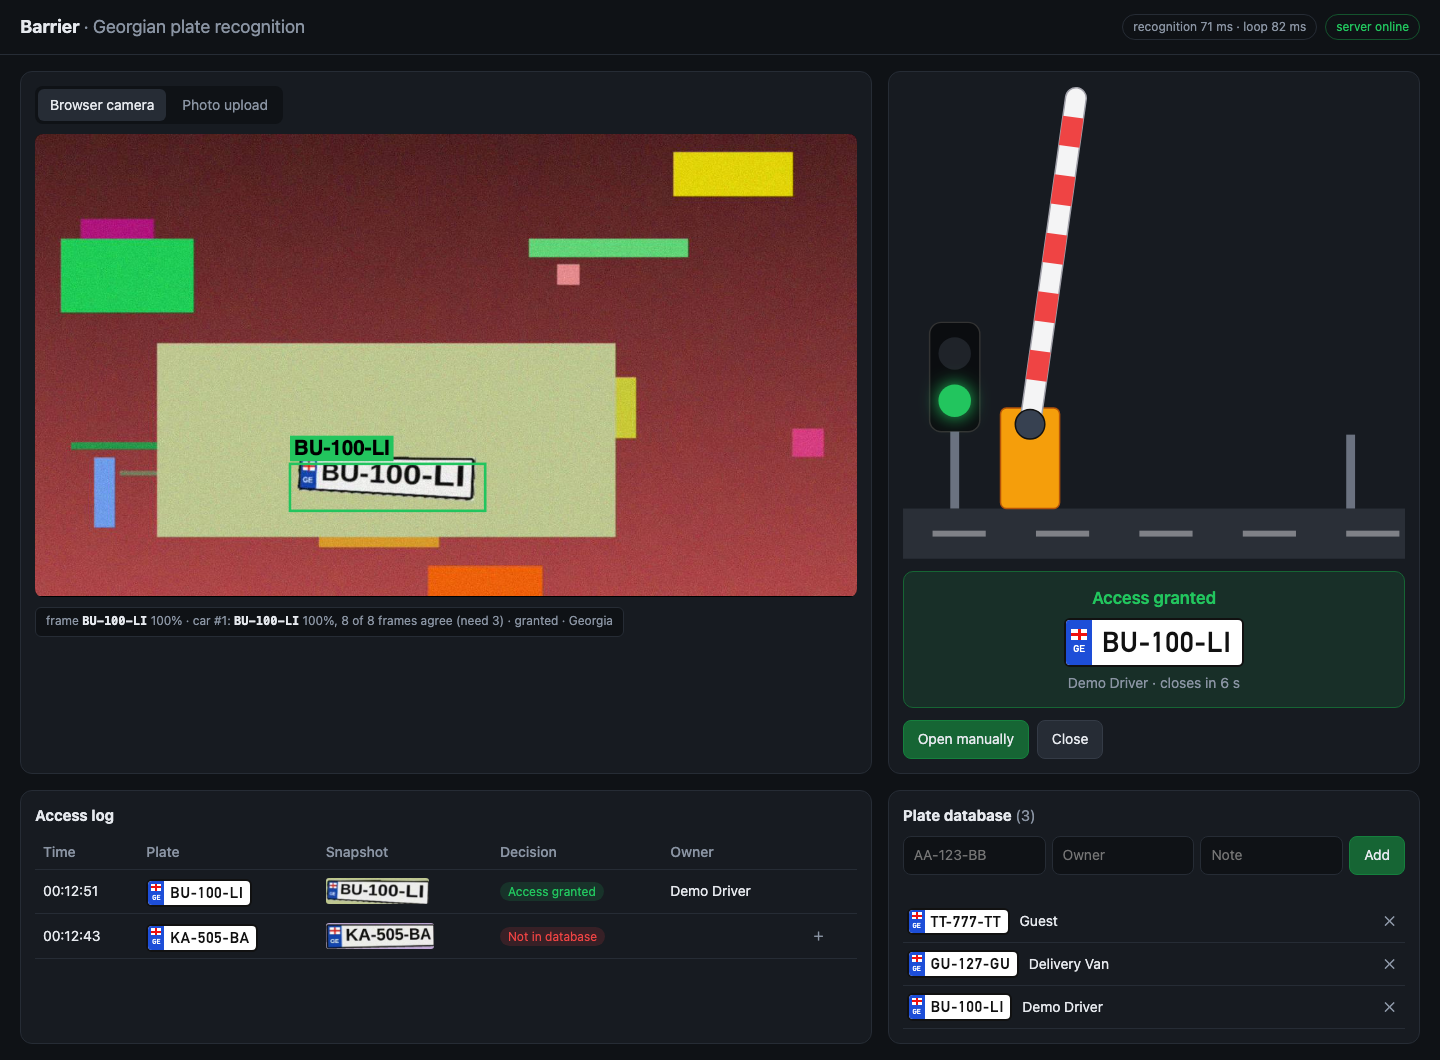 Barrier · Georgian plate recognition
recognition 71 ms · loop 82 ms
server online
Browser camera
Photo upload
BU-100-LI
GE BU-100-LI
frame BU-100-LI 100% · car #1: BU-100-LI 100%, 8 of 8 frames agree (need 3) · granted · Georgia
Access granted
GE BU-100-LI
Demo Driver · closes in 6 s
Open manually
Close
Access log
Time Plate Snapshot Decision Owner
00:12:51 GE BU-100-LI GE BU-100-LI Access granted Demo Driver
00:12:43 GE KA-505-BA GE KA-505-BA Not in database +
Plate database (3)
AA-123-BB Owner Note Add
GE TT-777-TT Guest ×
GE GU-127-GU Delivery Van ×
GE BU-100-LI Demo Driver ×